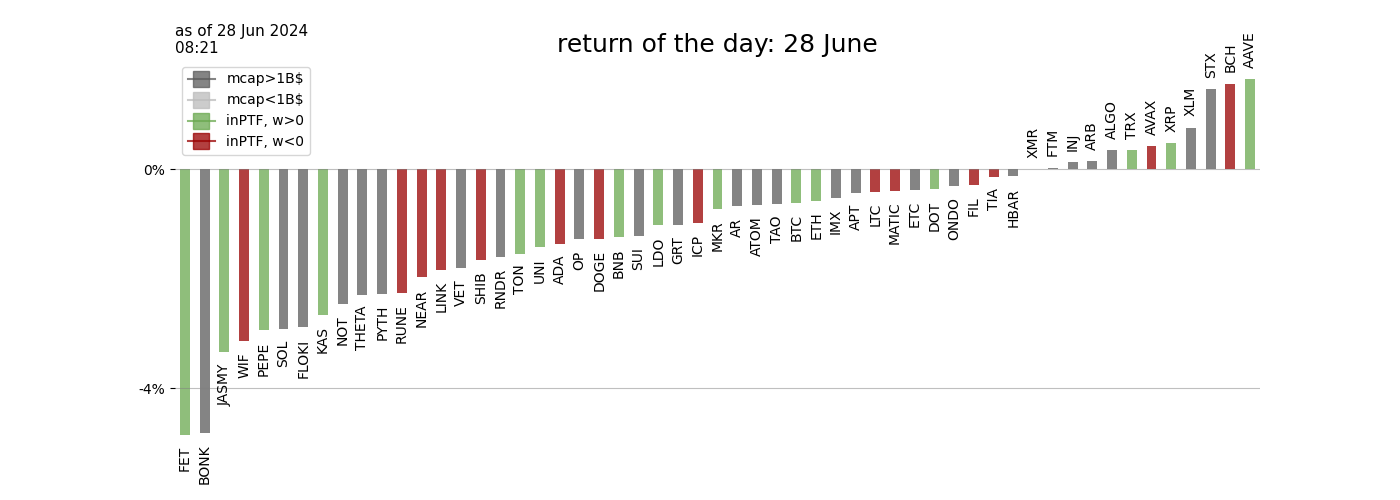 as of 28 Jun 2024
08:21
return of the day: 28 June
mcap>1B$
mcap<1B$
inPTF, w>0
inPTF, w<0
0%
-4%
FET
BONK
JASMY
WIF
PEPE
SOL
FLOKI
KAS
NOT
THETA
PYTH
RUNE
NEAR
LINK
VET
SHIB
RNDR
TON
UNI
ADA
OP
DOGE
BNB
SUI
LDO
GRT
ICP
MKR
AR
ATOM
TAO
BTC
ETH
IMX
APT
LTC
MATIC
ETC
DOT
ONDO
FIL
TIA
HBAR
XMR
FTM
INJ
ARB
ALGO
TRX
AVAX
XRP
XLM
STX
BCH
AAVE